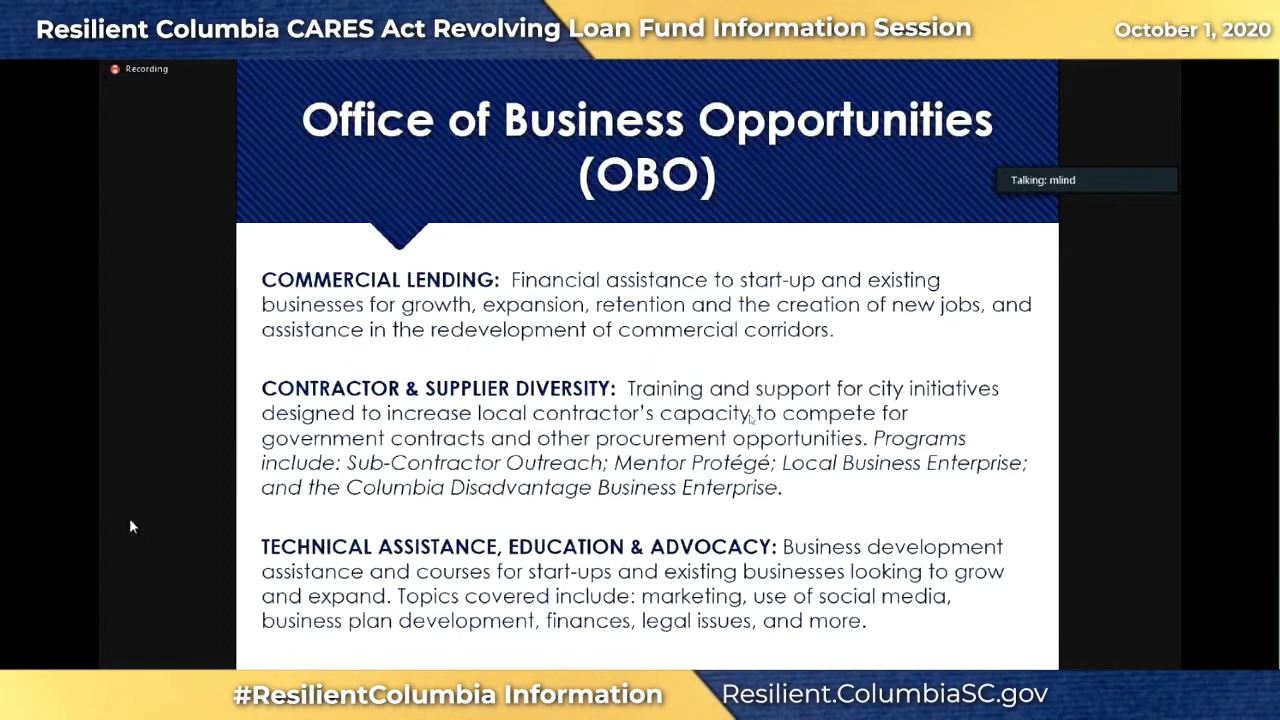 Resilient Columbia CARES Act Revolving Loan Fund Information Session
October 1, 2020
Recording
Office of Business Opportunities
(OBO)
Talking: mlind
COMMERCIAL LENDING: Financial assistance to start-up and existing
businesses for growth, expansion, retention and the creation of new jobs, and
assistance in the redevelopment of commercial corridors.
CONTRACTOR & SUPPLIER DIVERSITY: Training and support for city initiatives
designed to increase local contractor's capacity to compete for
government contracts and other procurement opportunities. Programs
include: Sub-Contractor Outreach; Mentor Protégé; Local Business Enterprise;
and the Columbia Disadvantage Business Enterprise.
TECHNICAL ASSISTANCE, EDUCATION & ADVOCACY: Business development
assistance and courses for start-ups and existing businesses looking to grow
and expand. Topics covered include: marketing, use of social media,
business plan development, finances, legal issues, and more.
#ResilientColumbia Information
Resilient.ColumbiaSC.gov